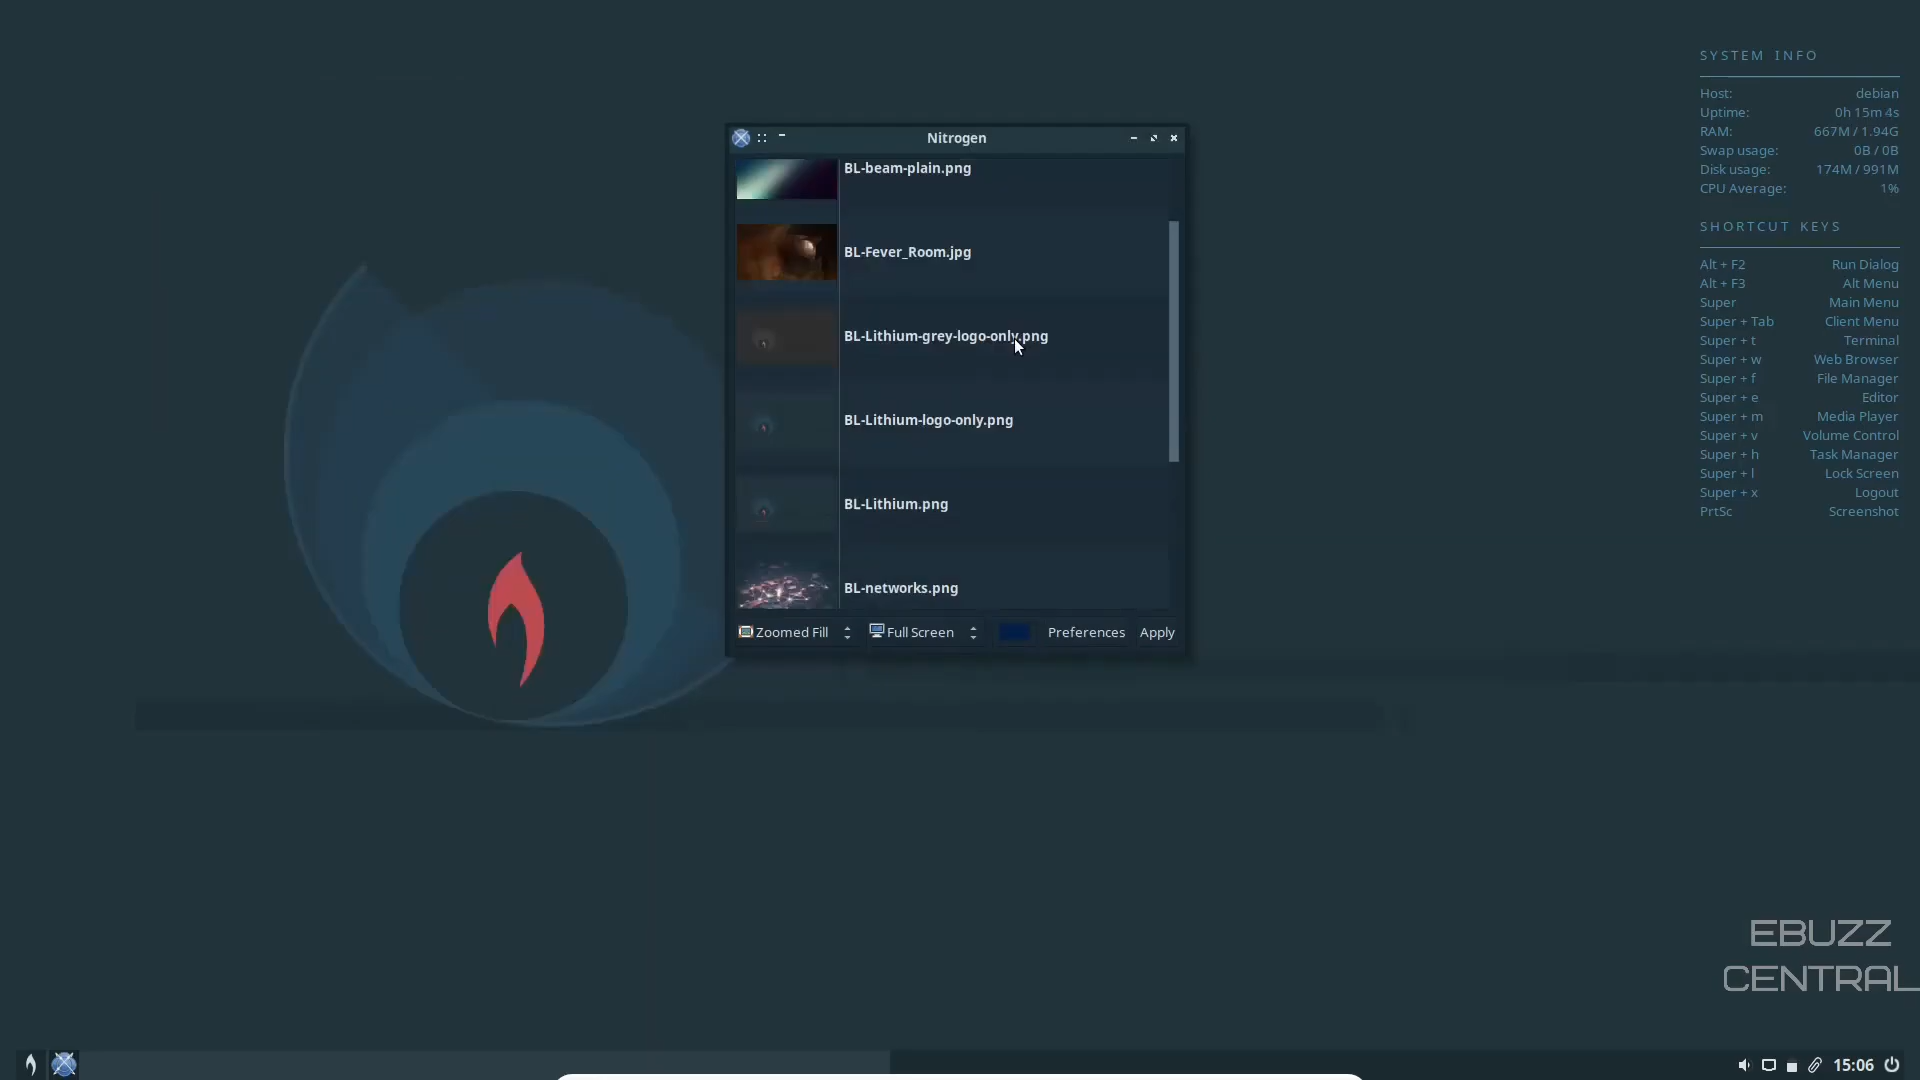 SYSTEM INFO
Host: debian
Uptime: 0h 15m 4s
RAM: 667M / 1.94G
Swap usage: 0B / 0B
Disk usage: 174M / 991M
CPU Average: 1%
SHORTCUT KEYS
Alt + F2 Run Dialog
Alt + F3 Alt Menu
Super Main Menu
Super + Tab Client Menu
Super + t Terminal
Super + w Web Browser
Super + f File Manager
Super + e Editor
Super + m Media Player
Super + v Volume Control
Super + h Task Manager
Super + l Lock Screen
Super + x Logout
PrtSc Screenshot
Nitrogen
BL-beam-plain.png
BL-Fever_Room.jpg
BL-Lithium-grey-logo-only.png
BL-Lithium-logo-only.png
BL-Lithium.png
BL-networks.png
Zoomed Fill Full Screen Preferences Apply
EBUZZ
CENTRAL
15:06